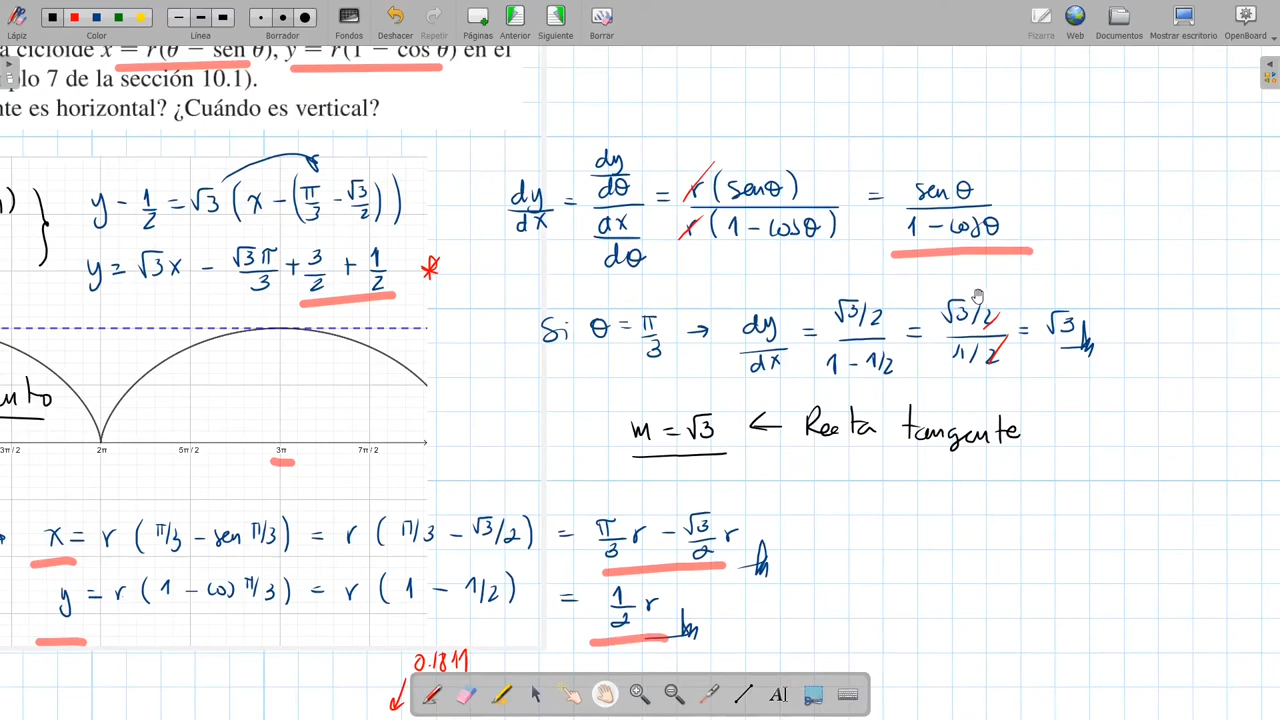 Lápiz
Color
Línea
Borrador
Fondos
Deshacer
Repetir
Páginas
Anterior
Siguiente
Borrar
Pizarra
Web
Documentos
Mostrar escritorio
OpenBoard
a cicloide x = r(θ − sen θ), y = r(1 − cos θ) en el
plo 7 de la sección 10.1).
nte es horizontal? ¿Cuándo es vertical?
y - 1/2 = √3 (x - (π/3 - √3/2))
y = √3x - √3π/3 + 3/2 + 1/2 *
dy/dx = (dy/dθ)/(dx/dθ) = r(senθ)/r(1 - cosθ) = senθ/(1 - cosθ)
Si θ = π/3 → dy/dx = (√3/2)/(1 - 1/2) = (√3/2)/(1/2) = √3
m = √3 ← Recta tangente
ento
3π/2 2π 5π/2 3π 7π/2
x = r (π/3 - sen π/3) = r (π/3 - √3/2) = π/3 r - √3/2 r
y = r (1 - cos π/3) = r (1 - 1/2) = 1/2 r
0.1811
AI